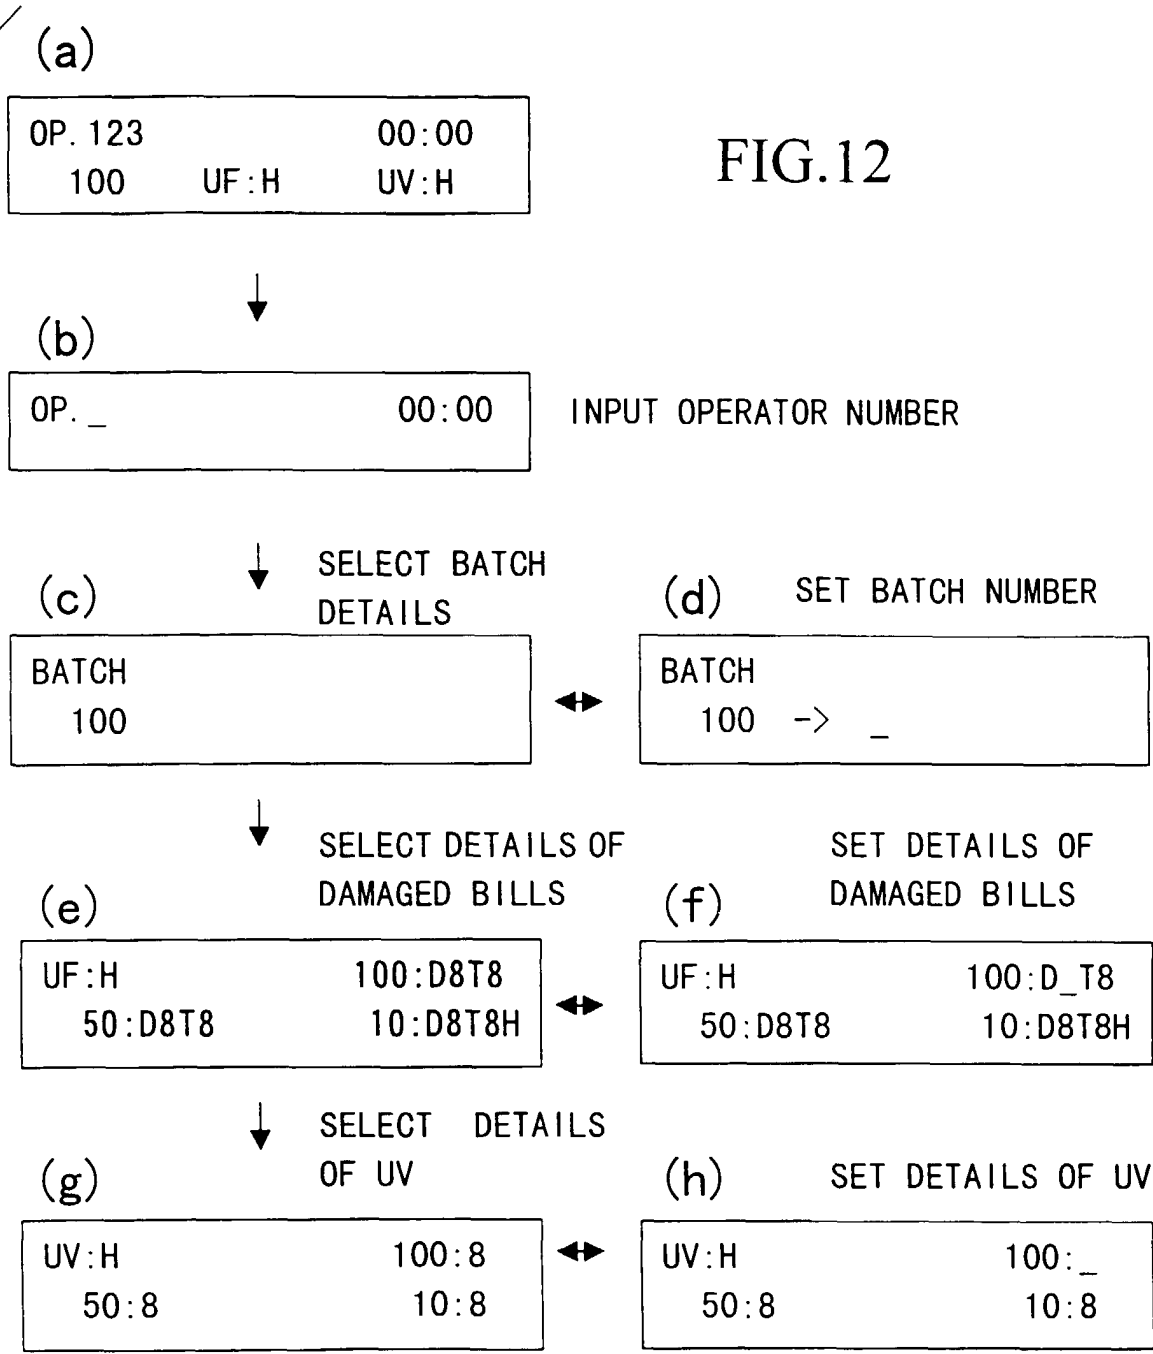 (a)
OP.123 00:00
100 UF:H UV:H
FIG.12
(b)
OP._ 00:00
INPUT OPERATOR NUMBER
SELECT BATCH
DETAILS
(c)
BATCH
100
(d)
SET BATCH NUMBER
BATCH
100 -> _
SELECT DETAILS OF
DAMAGED BILLS
(e)
UF:H 100:D8T8
50:D8T8 10:D8T8H
SET DETAILS OF
DAMAGED BILLS
(f)
UF:H 100:D_T8
50:D8T8 10:D8T8H
SELECT DETAILS
OF UV
(g)
UV:H 100:8
50:8 10:8
(h)
SET DETAILS OF UV
UV:H 100:_
50:8 10:8